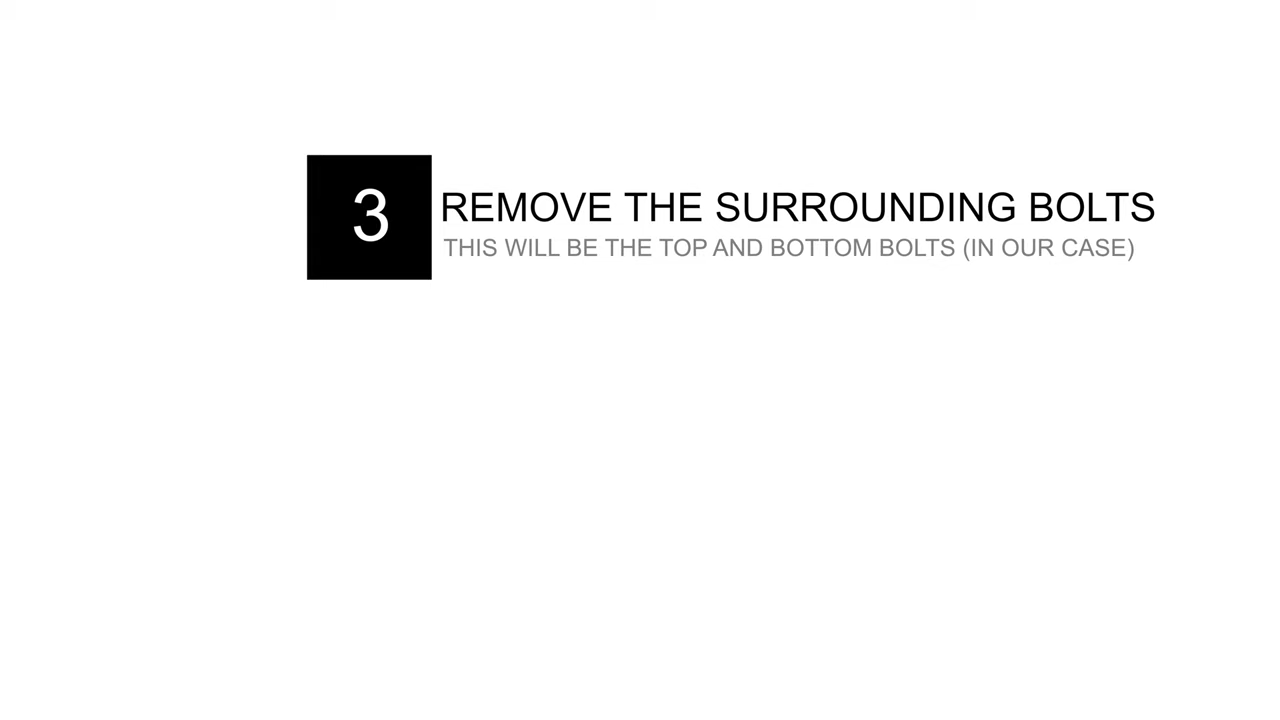 3
REMOVE THE SURROUNDING BOLTS
THIS WILL BE THE TOP AND BOTTOM BOLTS (IN OUR CASE)